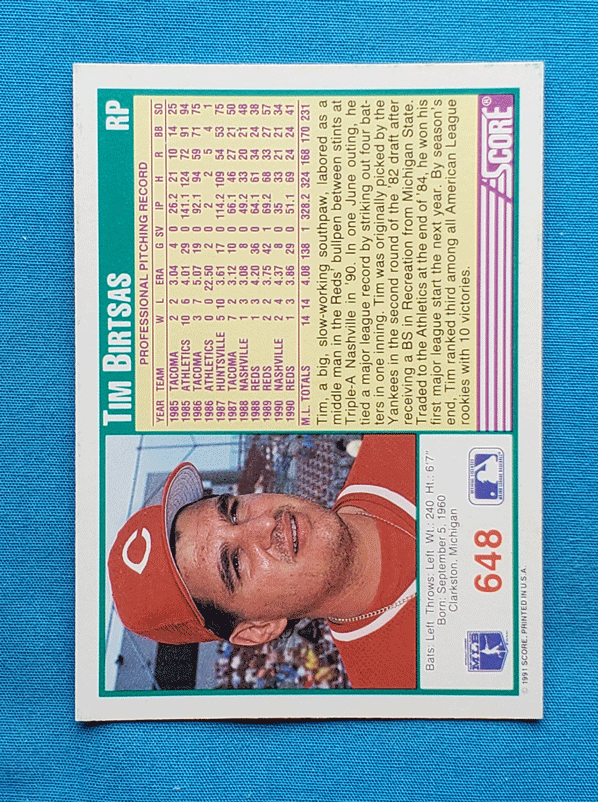 TIM BIRTSAS RP
PROFESSIONAL PITCHING RECORD
YEAR TEAM W L ERA G SV IP H R BB SO
1985 TACOMA 2 2 3.04 4 0 26.2 21 10 14 25
1985 ATHLETICS 10 6 4.01 29 0 141.1 124 72 91 94
1986 TACOMA 3 7 5.07 19 0 92.1 94 59 71 75
1986 ATHLETICS 0 0 22.50 2 0 2 2 5 4 1
1987 HUNTSVILLE 5 10 3.61 17 0 114.2 109 54 53 75
1987 TACOMA 7 2 3.12 10 0 66.1 46 27 21 50
1988 NASHVILLE 1 3 3.08 8 0 49.2 33 20 21 48
1988 REDS 1 3 4.20 36 0 64.1 61 34 24 38
1989 REDS 2 2 3.75 42 1 69.2 68 33 27 57
1990 NASHVILLE 2 4 4.37 8 0 35 33 21 21 34
1990 REDS 1 3 3.86 29 0 51.1 69 24 24 41
M.L. TOTALS 14 14 4.08 138 1 328.2 324 168 170 231
Tim, a big, slow-working southpaw, labored as a
middle man in the Reds' bullpen between stints at
Triple-A Nashville in '90. In one June outing, he
tied a major league record by striking out four bat-
ters in one inning. Tim was originally picked by the
Yankees in the second round of the '82 draft after
receiving a BS in Recreation from Michigan State.
Traded to the Athletics at the end of '84, he won his
first major league start the next year. By season's
end, Tim ranked third among all American League
rookies with 10 victories.
SCORE®
C
Bats: Left Throws: Left Wt.: 240 Ht.: 6'7"
Born: September 5, 1960
Clarkston, Michigan
648
© 1991 SCORE, PRINTED IN U.S.A.